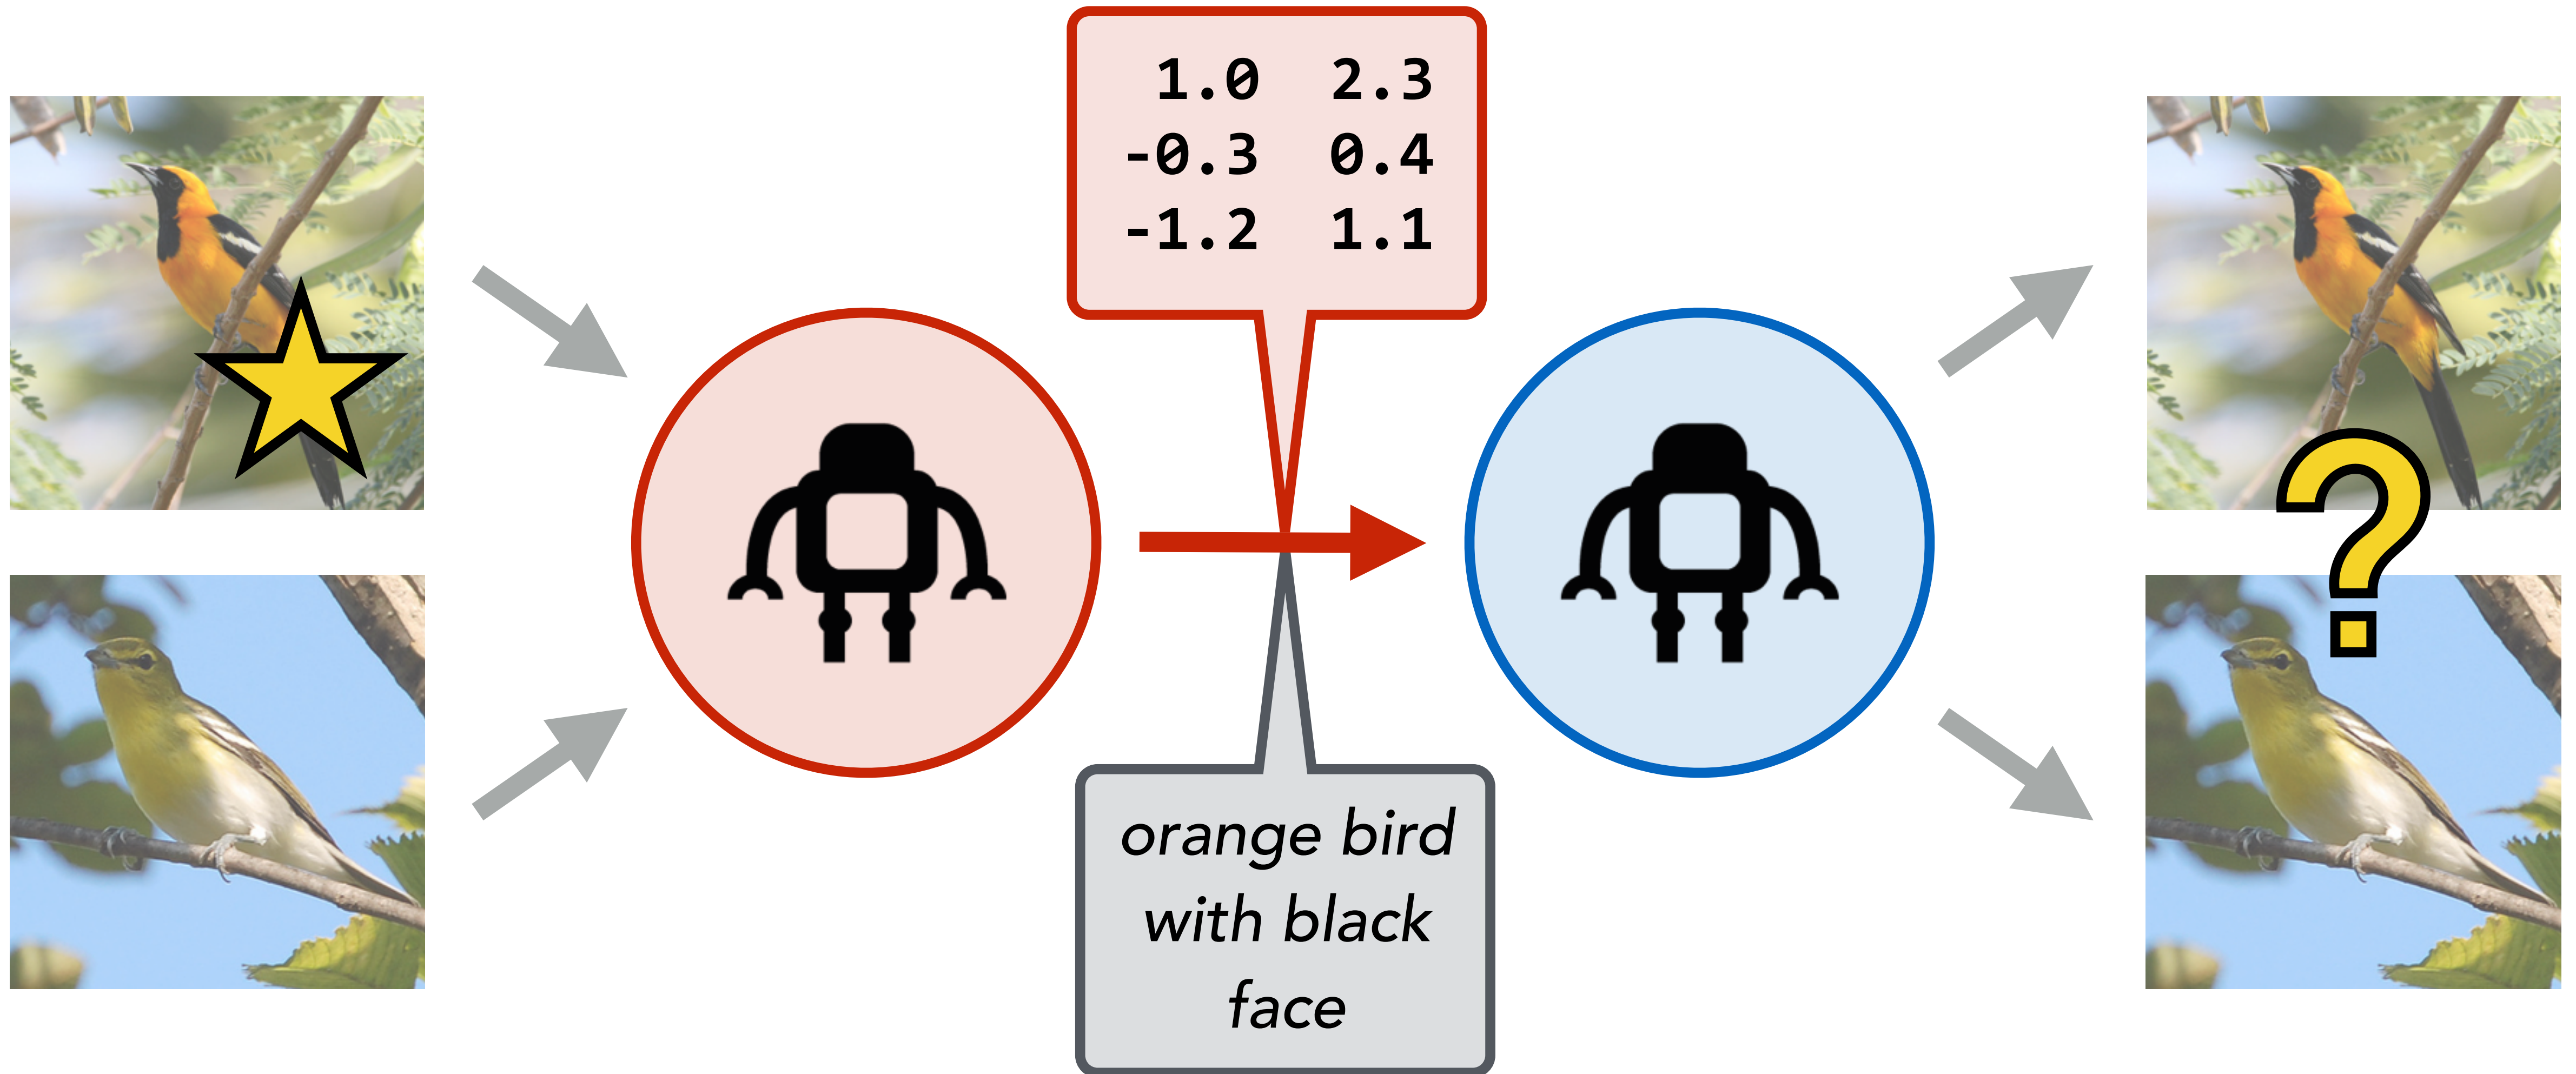 1.0 2.3
-0.3 0.4
-1.2 1.1
?
orange bird
with black
face